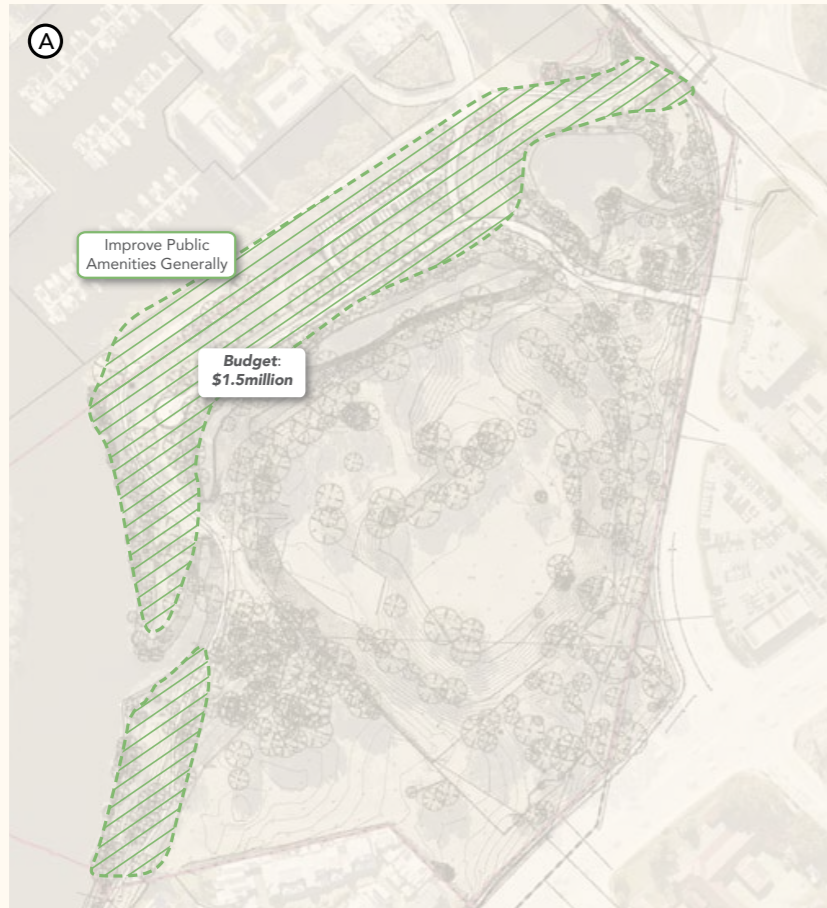 A
Improve Public
Amenities Generally
Budget:
$1.5million